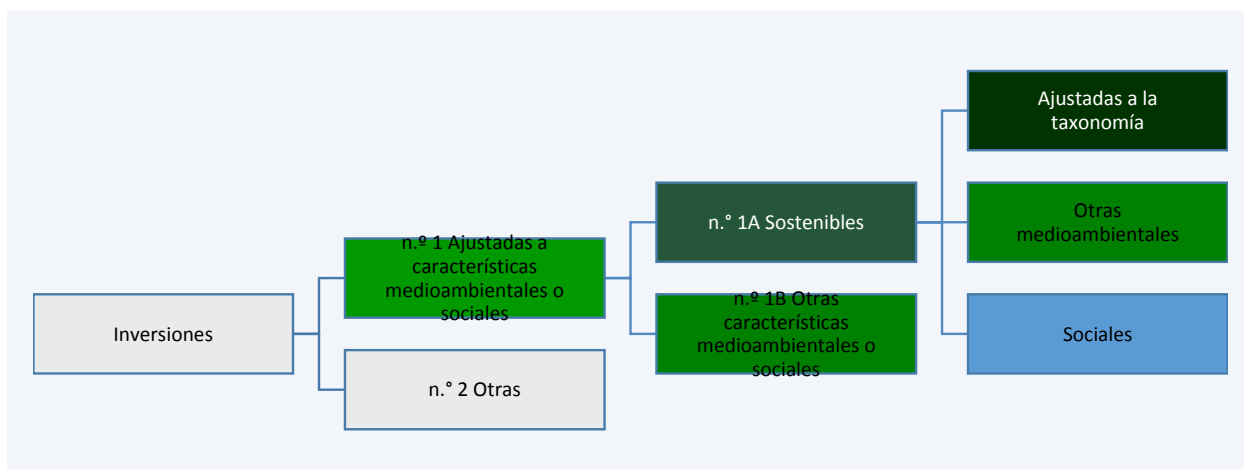 Inversiones
n.º 1 Ajustadas a
características
medioambientales o
sociales
n.° 2 Otras
n.° 1A Sostenibles
n.º 1B Otras
características
medioambientales o
sociales
Ajustadas a la
taxonomía
Otras
medioambientales
Sociales